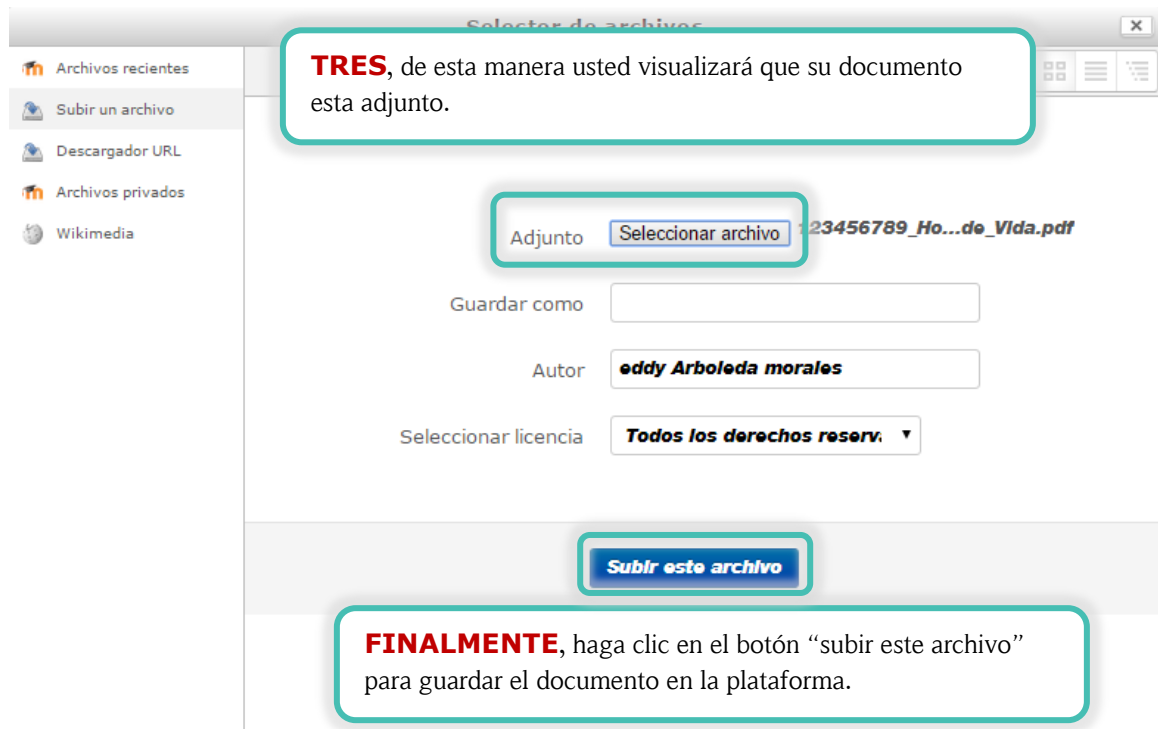 Selector de archivos
TRES, de esta manera usted visualizará que su documento
esta adjunto.
Archivos recientes
Subir un archivo
Descargador URL
Archivos privados
Wikimedia
Adjunto Seleccionar archivo 123456789_Ho...de_Vida.pdf
Guardar como
Autor eddy Arboleda morales
Seleccionar licencia Todos los derechos reserv
Subir este archivo
FINALMENTE, haga clic en el botón “subir este archivo”
para guardar el documento en la plataforma.